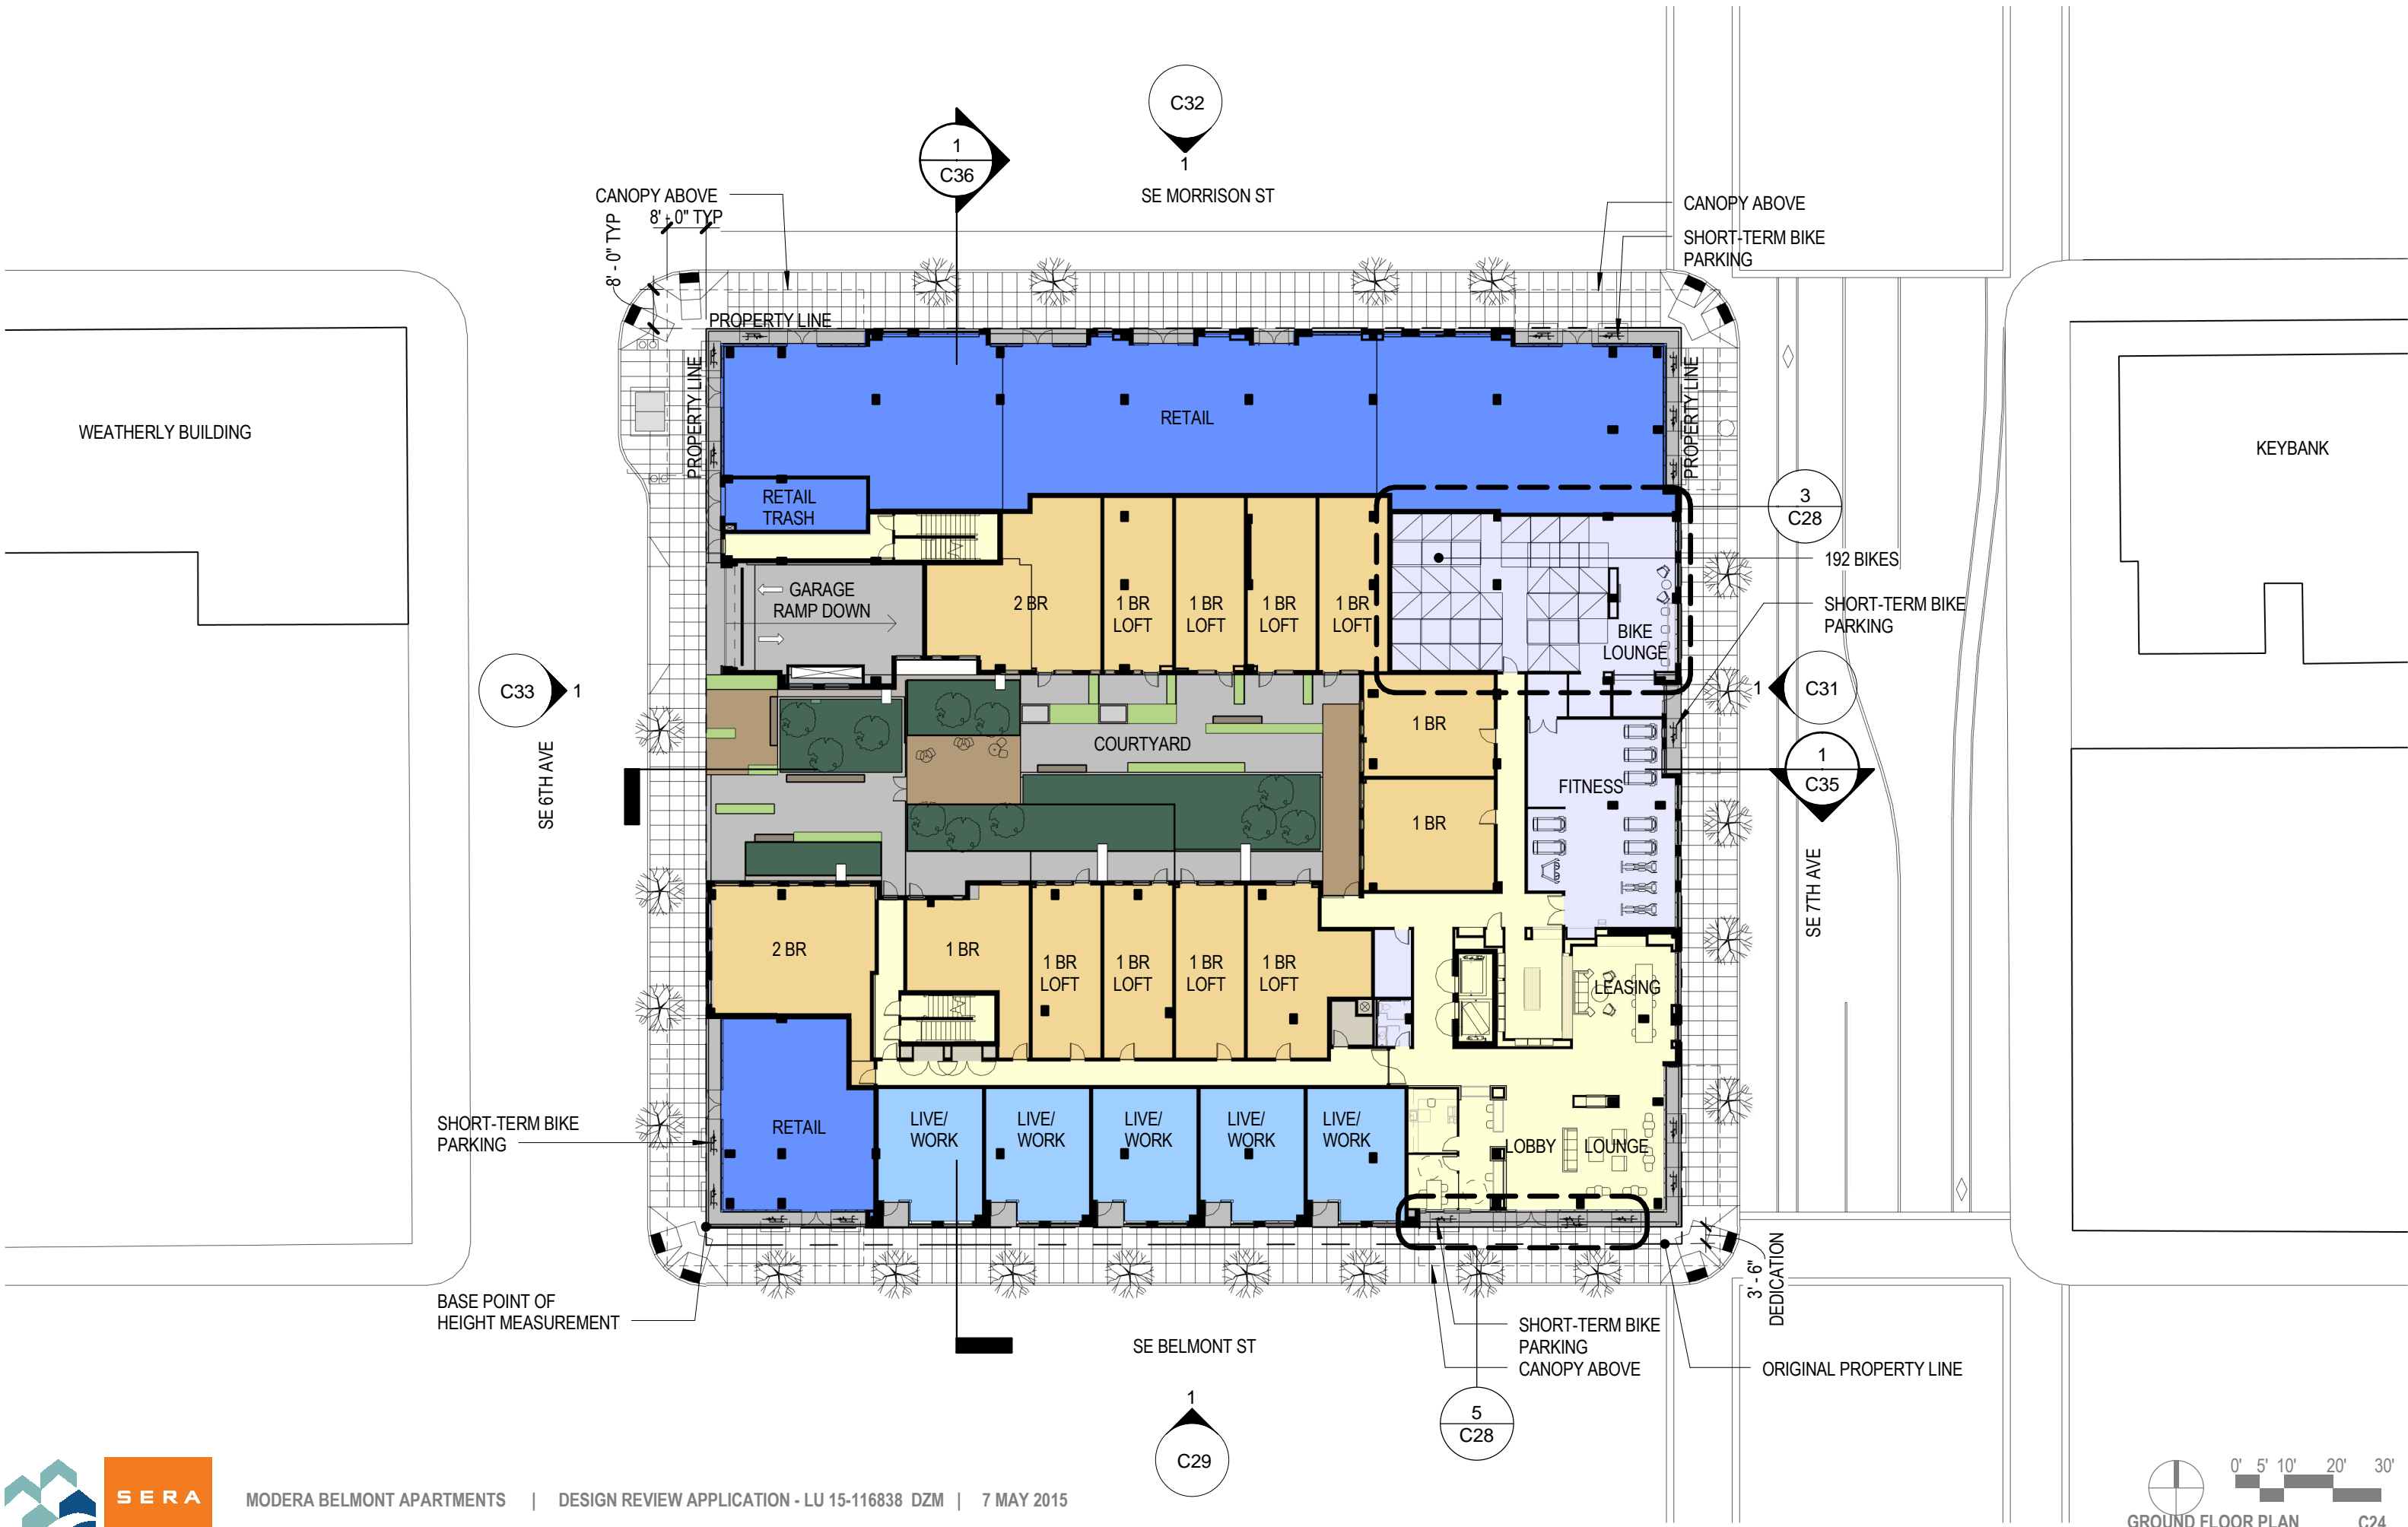 C32
1
C36
1
SE MORRISON ST
CANOPY ABOVE
8' - 0" TYP
8' - 0" TYP
CANOPY ABOVE
SHORT-TERM BIKE
PARKING
PROPERTY LINE
PROPERTY LINE
PROPERTY LINE
WEATHERLY BUILDING
RETAIL
KEYBANK
RETAIL
TRASH
3
C28
192 BIKES
GARAGE
RAMP DOWN
2 BR
1 BR
LOFT
1 BR
LOFT
1 BR
LOFT
1 BR
LOFT
SHORT-TERM BIKE
PARKING
BIKE
LOUNGE
C33
1
1
C31
1 BR
COURTYARD
1
C35
FITNESS
SE 6TH AVE
1 BR
SE 7TH AVE
2 BR
1 BR
1 BR
LOFT
1 BR
LOFT
1 BR
LOFT
1 BR
LOFT
LEASING
SHORT-TERM BIKE
PARKING
RETAIL
LIVE/
WORK
LIVE/
WORK
LIVE/
WORK
LIVE/
WORK
LIVE/
WORK
LOBBY
LOUNGE
3' - 6"
DEDICATION
BASE POINT OF
HEIGHT MEASUREMENT
SE BELMONT ST
SHORT-TERM BIKE
PARKING
CANOPY ABOVE
ORIGINAL PROPERTY LINE
1
C29
5
C28
SERA
MODERA BELMONT APARTMENTS | DESIGN REVIEW APPLICATION - LU 15-116838 DZM | 7 MAY 2015
0' 5' 10' 20' 30'
GROUND FLOOR PLAN C24